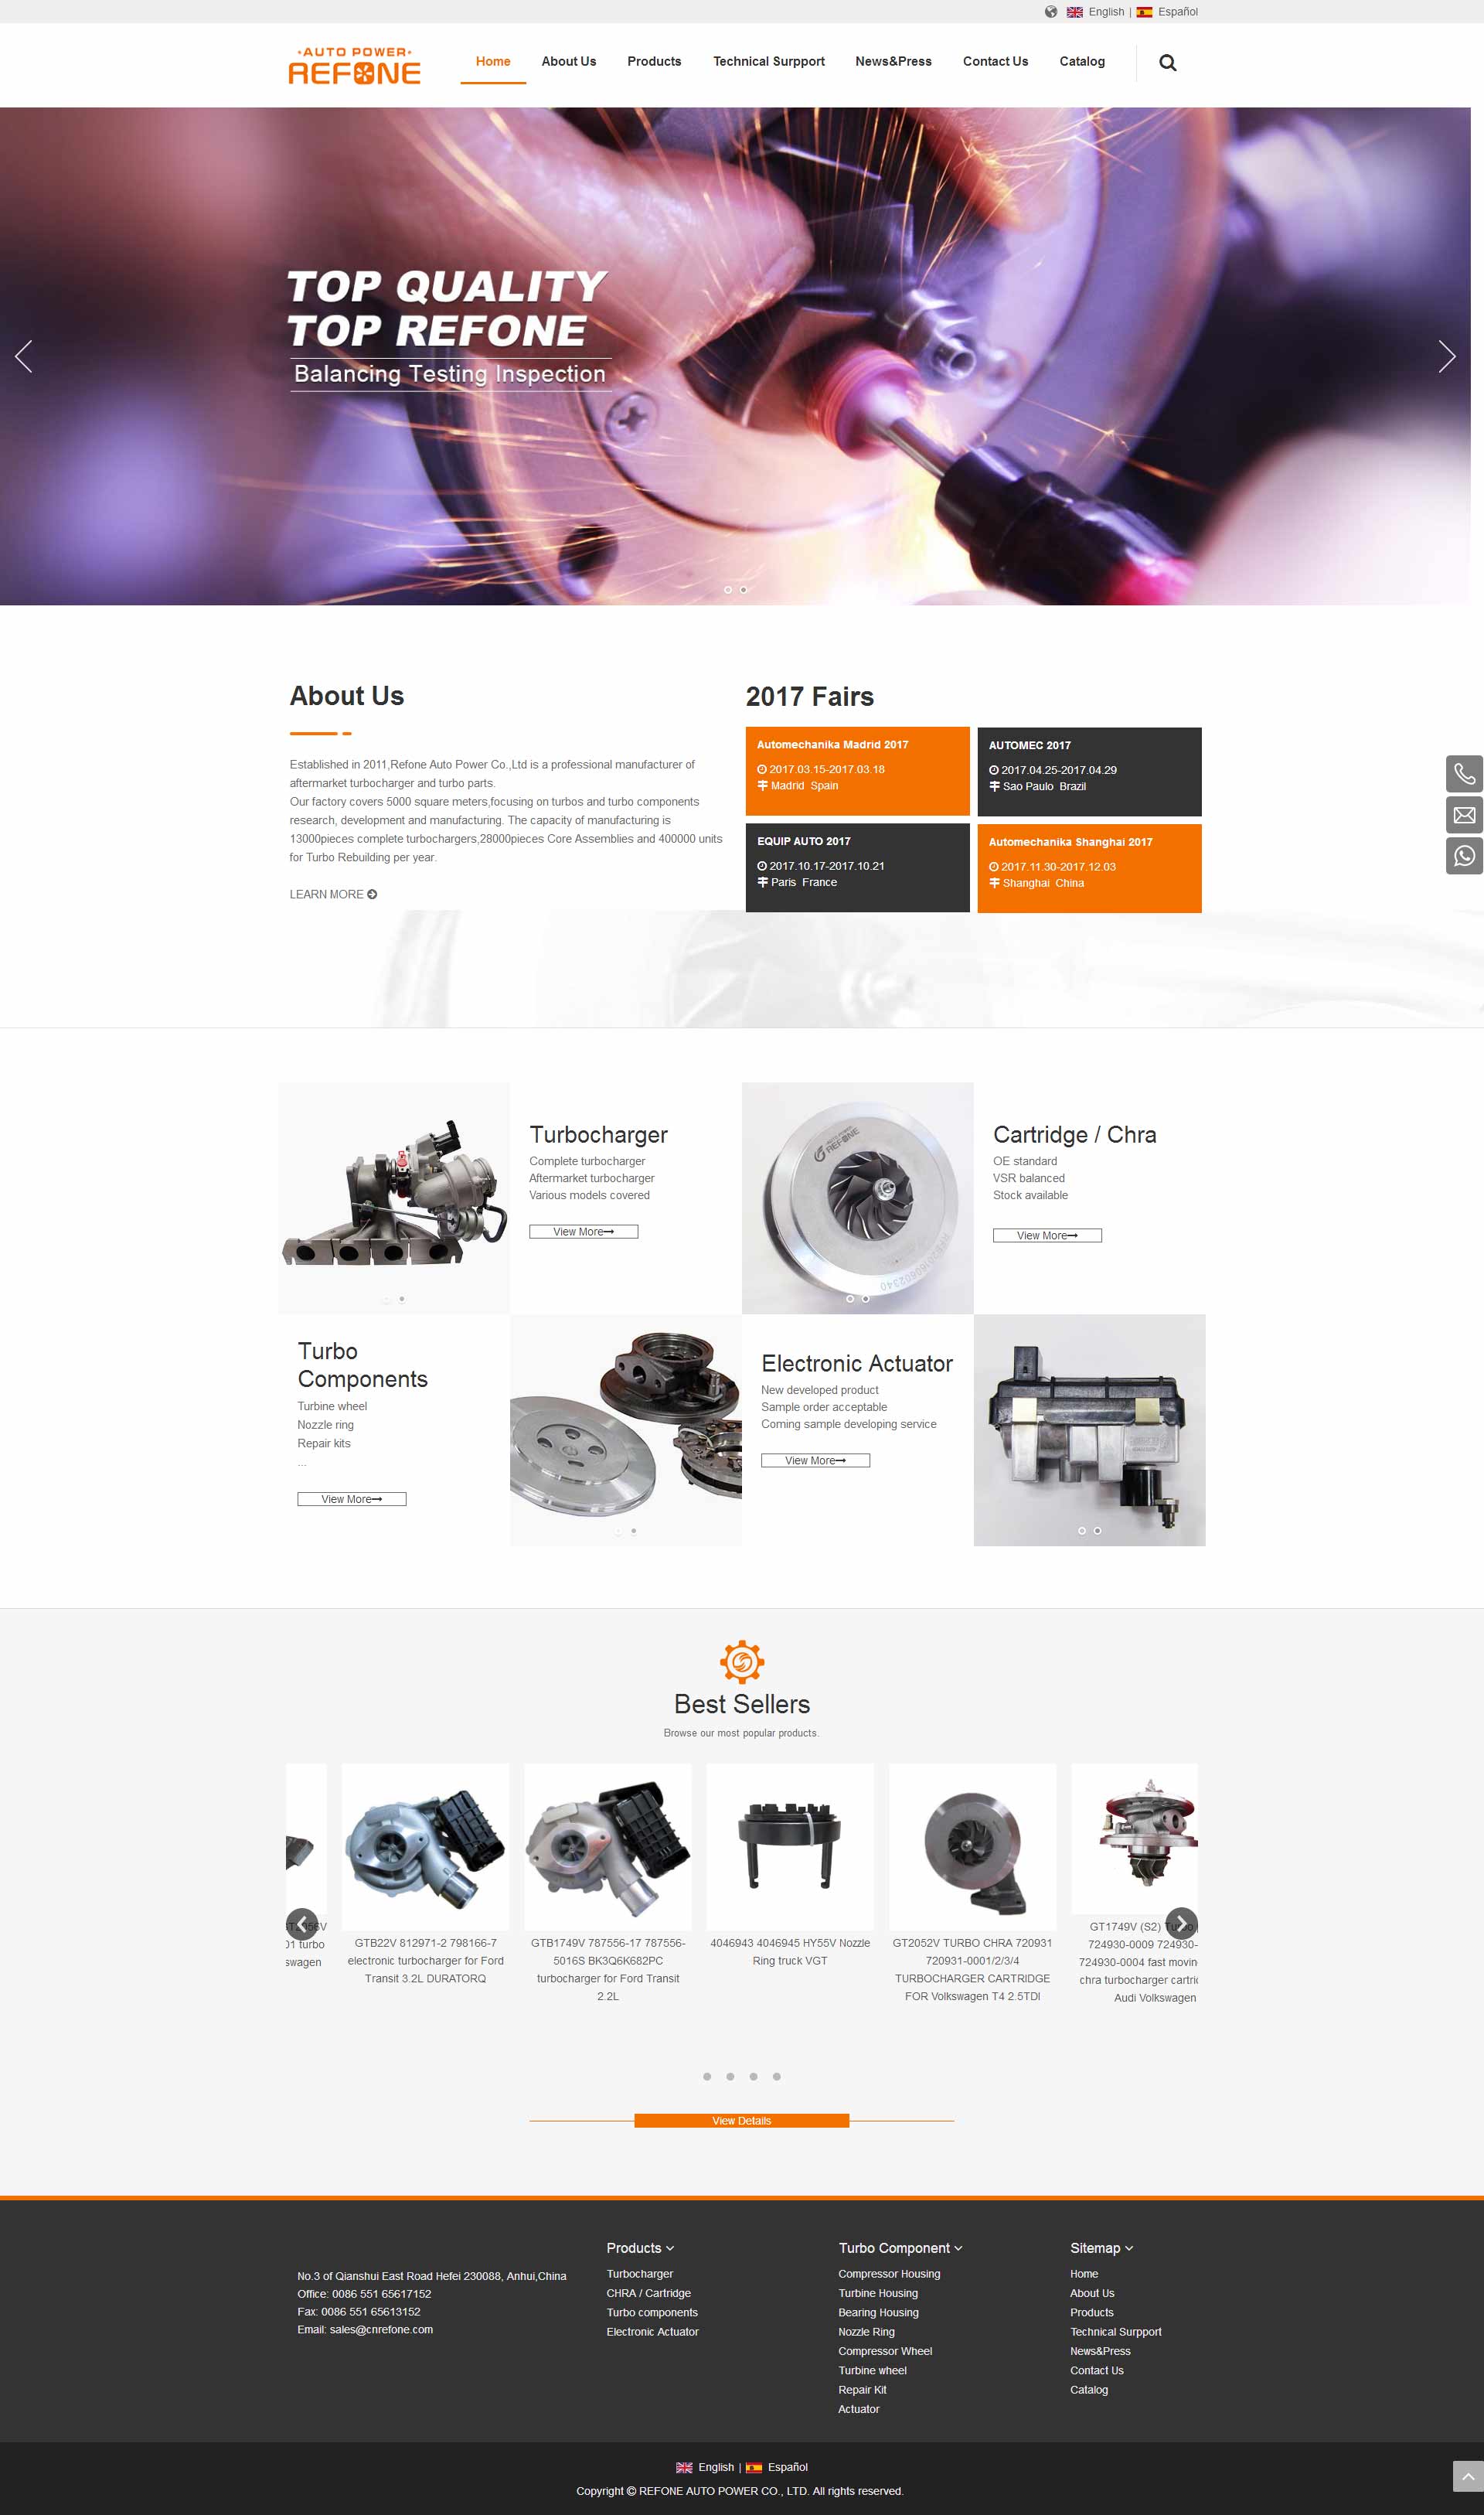 English | Español
AUTO POWER
REFONE
Home About Us Products Technical Surpport News&Press Contact Us Catalog
TOP QUALITY
TOP REFONE
Balancing Testing Inspection
About Us
Established in 2011,Refone Auto Power Co.,Ltd is a professional manufacturer of
aftermarket turbocharger and turbo parts.
Our factory covers 5000 square meters,focusing on turbos and turbo components
research, development and manufacturing. The capacity of manufacturing is
13000pieces complete turbochargers,28000pieces Core Assemblies and 400000 units
for Turbo Rebuilding per year.
LEARN MORE
2017 Fairs
Automechanika Madrid 2017
2017.03.15-2017.03.18
Madrid Spain
AUTOMEC 2017
2017.04.25-2017.04.29
Sao Paulo Brazil
EQUIP AUTO 2017
2017.10.17-2017.10.21
Paris France
Automechanika Shanghai 2017
2017.11.30-2017.12.03
Shanghai China
Turbocharger
Complete turbocharger
Aftermarket turbocharger
Various models covered
View More
AUTO POWER
REFONE
Cartridge / Chra
OE standard
VSR balanced
Stock available
View More
Turbo
Components
Turbine wheel
Nozzle ring
Repair kits
...
View More
Electronic Actuator
New developed product
Sample order acceptable
Coming sample developing service
View More
Best Sellers
Browse our most popular products.
turbo
swagen
GTB22V 812971-2 798166-7
electronic turbocharger for Ford
Transit 3.2L DURATORQ
GTB1749V 787556-17 787556-
5016S BK3Q6K682PC
turbocharger for Ford Transit
2.2L
4046943 4046945 HY55V Nozzle
Ring truck VGT
GT2052V TURBO CHRA 720931
720931-0001/2/3/4
TURBOCHARGER CARTRIDGE
FOR Volkswagen T4 2.5TDI
GT1749V (S2)
724930-0009 724930-
724930-0004 fast movin
chra turbocharger cartri
Audi Volkswagen
View Details
No.3 of Qianshui East Road Hefei 230088, Anhui,China
Office: 0086 551 65617152
Fax: 0086 551 65613152
Email: sales@cnrefone.com
Products
Turbocharger
CHRA / Cartridge
Turbo components
Electronic Actuator
Turbo Component
Compressor Housing
Turbine Housing
Bearing Housing
Nozzle Ring
Compressor Wheel
Turbine wheel
Repair Kit
Actuator
Sitemap
Home
About Us
Products
Technical Surpport
News&Press
Contact Us
Catalog
English | Español
Copyright © REFONE AUTO POWER CO., LTD. All rights reserved.